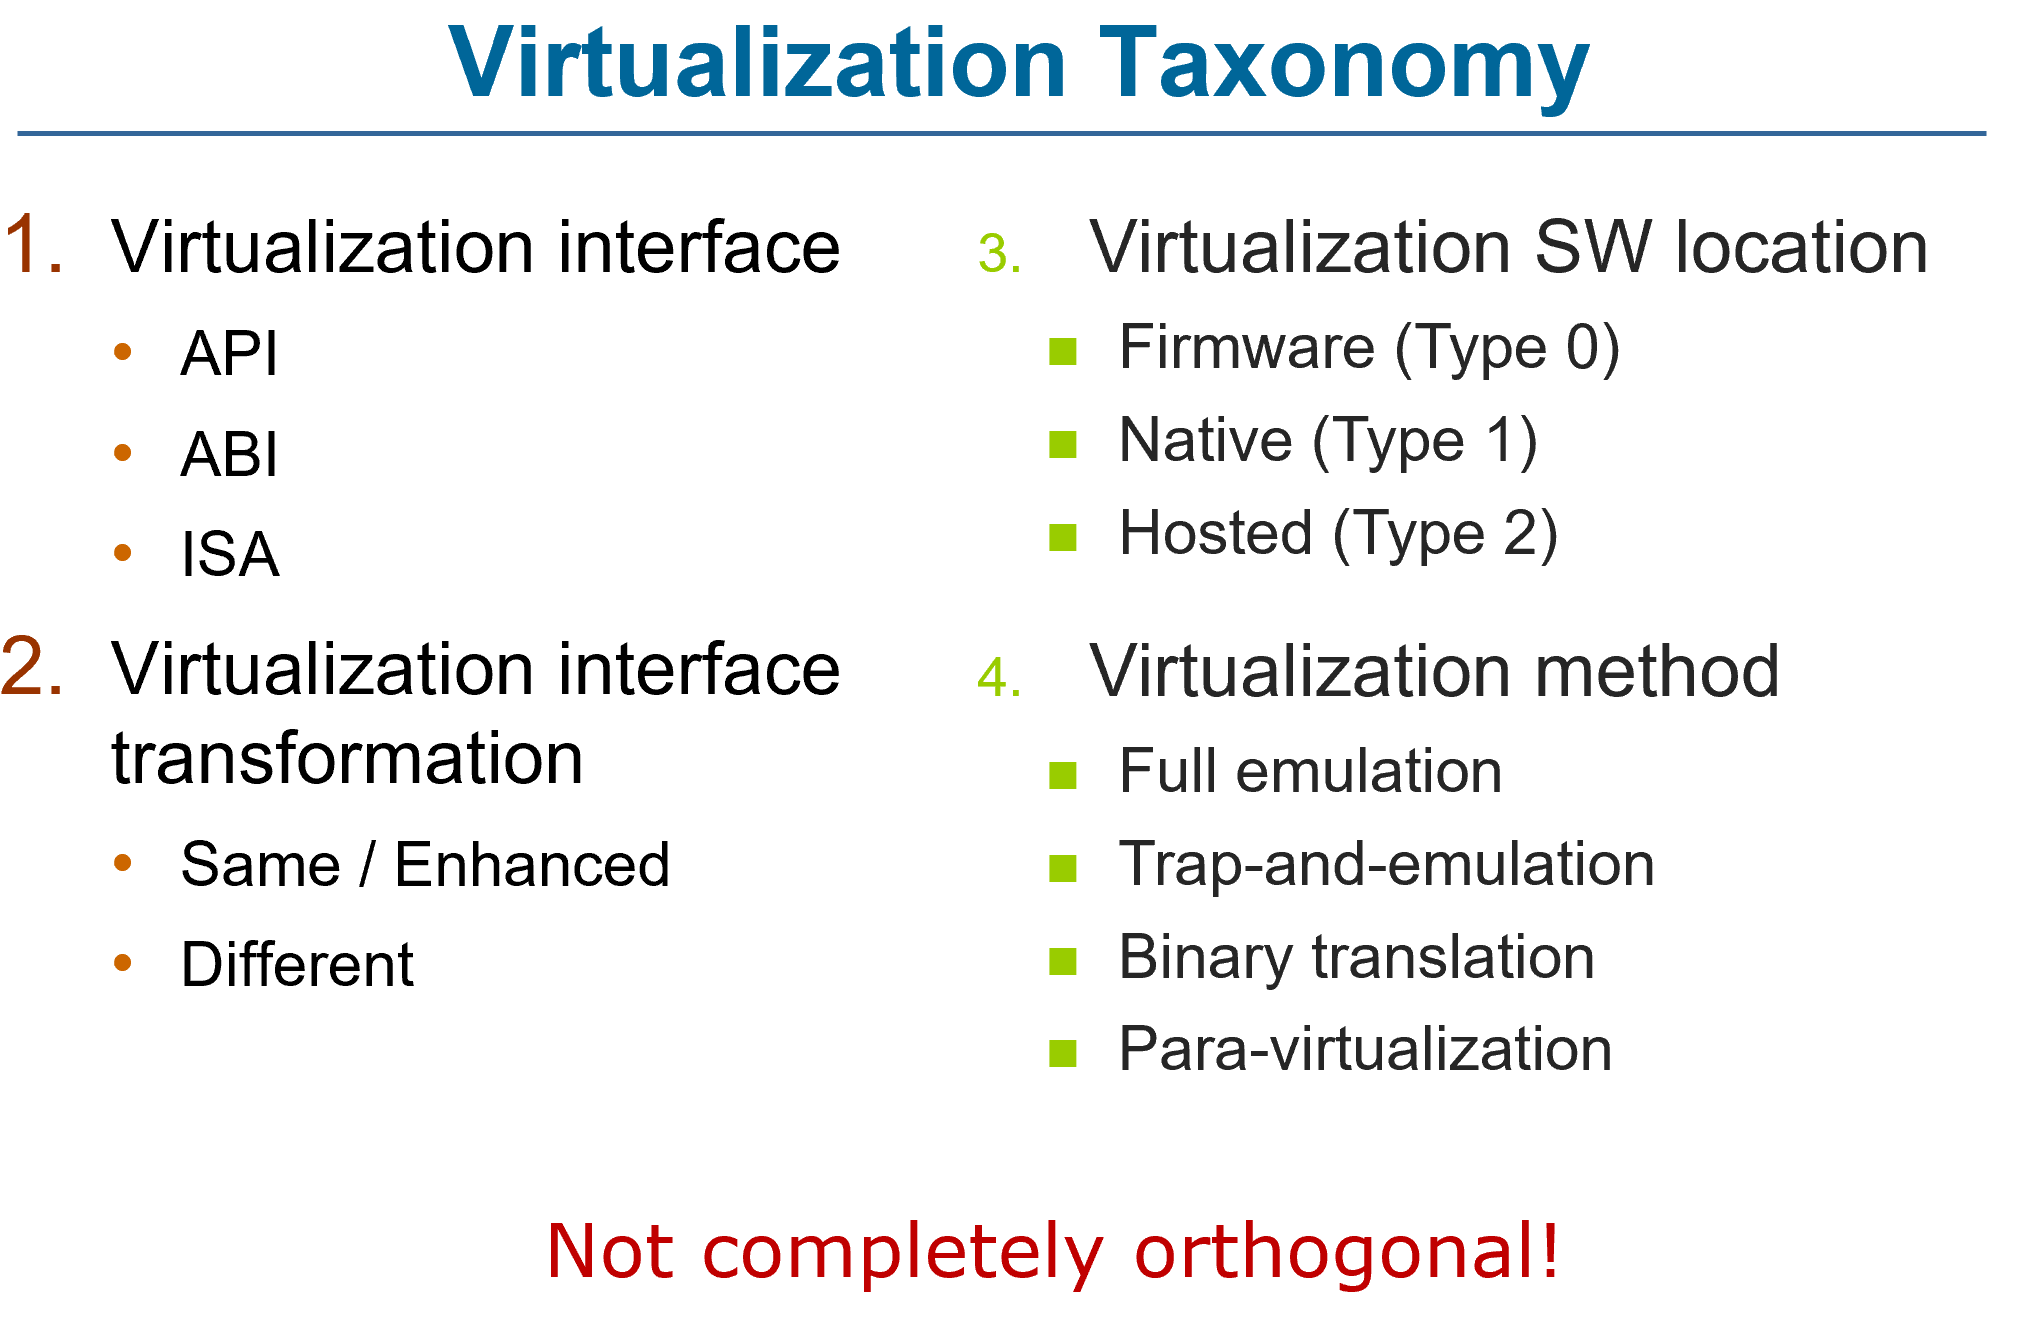 Virtualization Taxonomy
1. Virtualization interface
• API
• ABI
• ISA
2. Virtualization interface
transformation
• Same / Enhanced
• Different
3. Virtualization SW location
■ Firmware (Type 0)
■ Native (Type 1)
■ Hosted (Type 2)
4. Virtualization method
■ Full emulation
■ Trap-and-emulation
■ Binary translation
■ Para-virtualization
Not completely orthogonal!